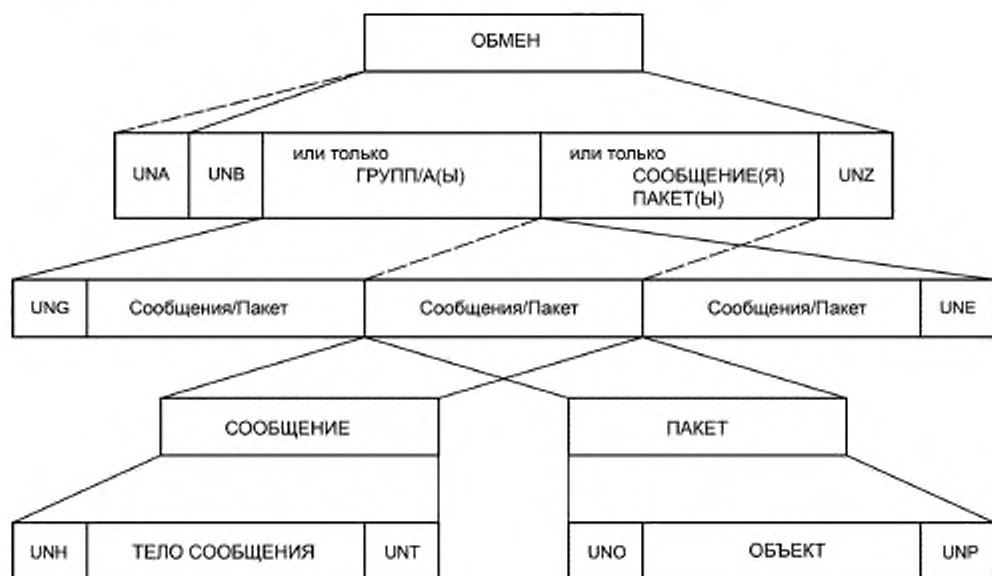 ОБМЕН
UNA UNB или только ГРУПП/А(Ы) или только СООБЩЕНИЕ(Я) ПАКЕТ(Ы) UNZ
UNG Сообщения/Пакет Сообщения/Пакет Сообщения/Пакет UNE
СООБЩЕНИЕ ПАКЕТ
UNH ТЕЛО СООБЩЕНИЯ UNT UNO ОБЪЕКТ UNP